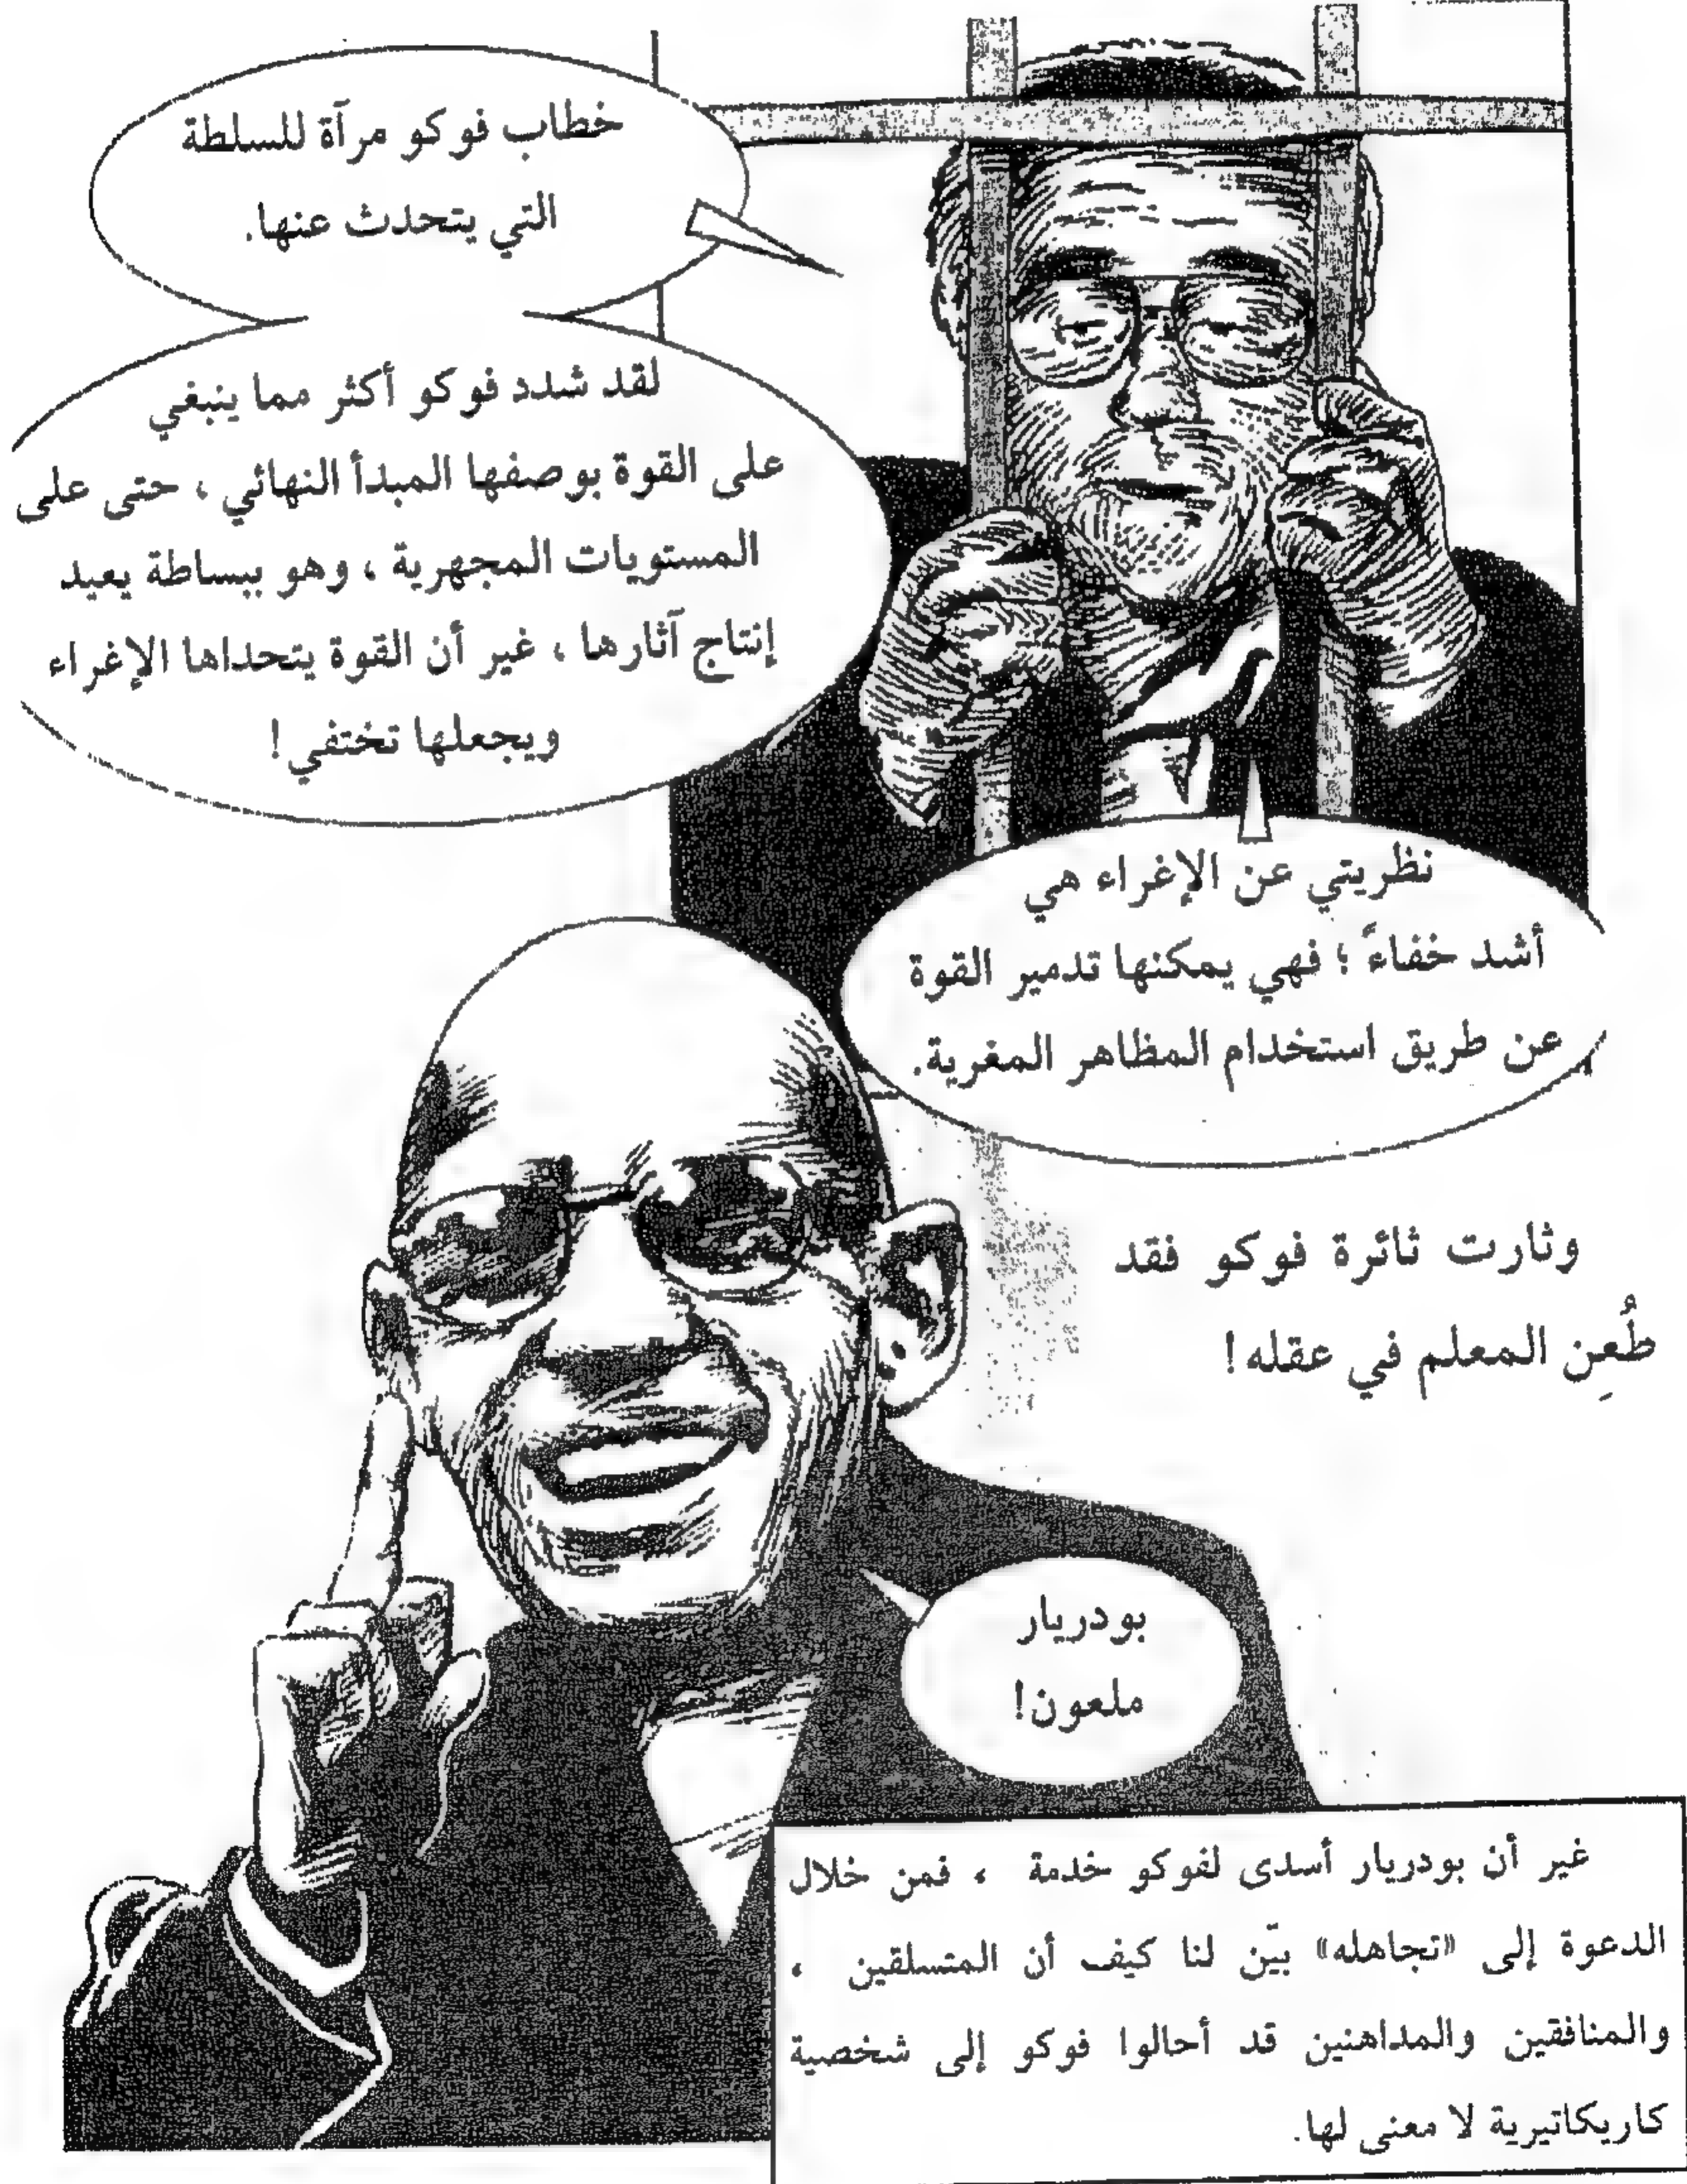 خطاب فوكو مرآة للسلطة
التي يتحدث عنها.
لقد شدد فوكو أكثر مما ينبغي
على القوة بوصفها المبدأ النهائي ، حتى على
المستويات المجهرية ، وهو ببساطة يعيد
إنتاج آثارها ، غير أن القوة يتحداها الإغراء
ويجعلها تختفي!
نظريتي عن الإغراء هي
أشد خفاءً ؛ فهي يمكنها تدمير القوة
عن طريق استخدام المظاهر المغرية.
وثارت ثائرة فوكو فقد
طُعِن المعلم في عقله!
بودريار
ملعون!
غير أن بودريار أسدى لفوكو خدمة ، فمن خلال
الدعوة إلى «تجاهله» بيّن لنا كيف أن المتسلقين ،
والمنافقين والمداهنين قد أحالوا فوكو إلى شخصية
كاريكاتيرية لا معنى لها.